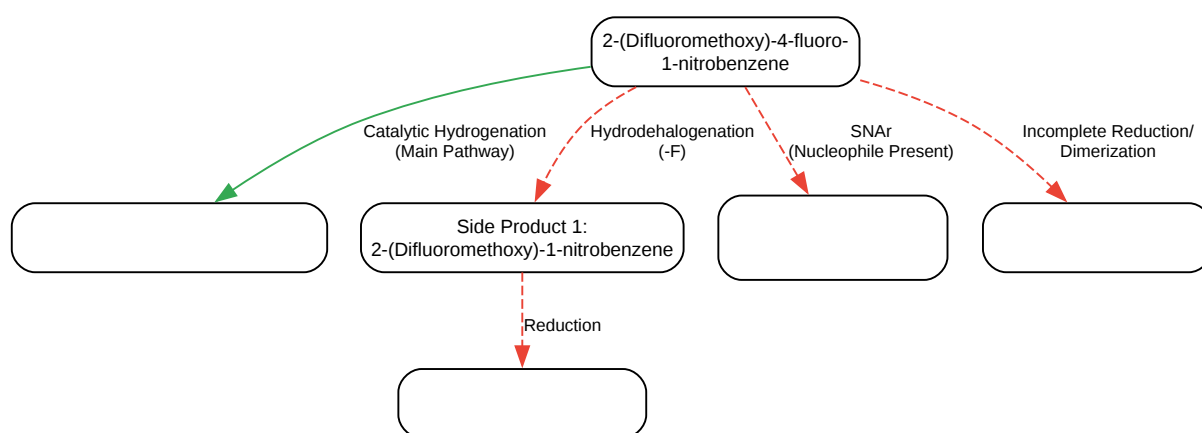 2-(Difluoromethoxy)-4-fluoro-
1-nitrobenzene
Catalytic Hydrogenation
(Main Pathway)
Hydrodehalogenation
(-F)
SNAr
(Nucleophile Present)
Incomplete Reduction/
Dimerization
Side Product 1:
2-(Difluoromethoxy)-1-nitrobenzene
Reduction